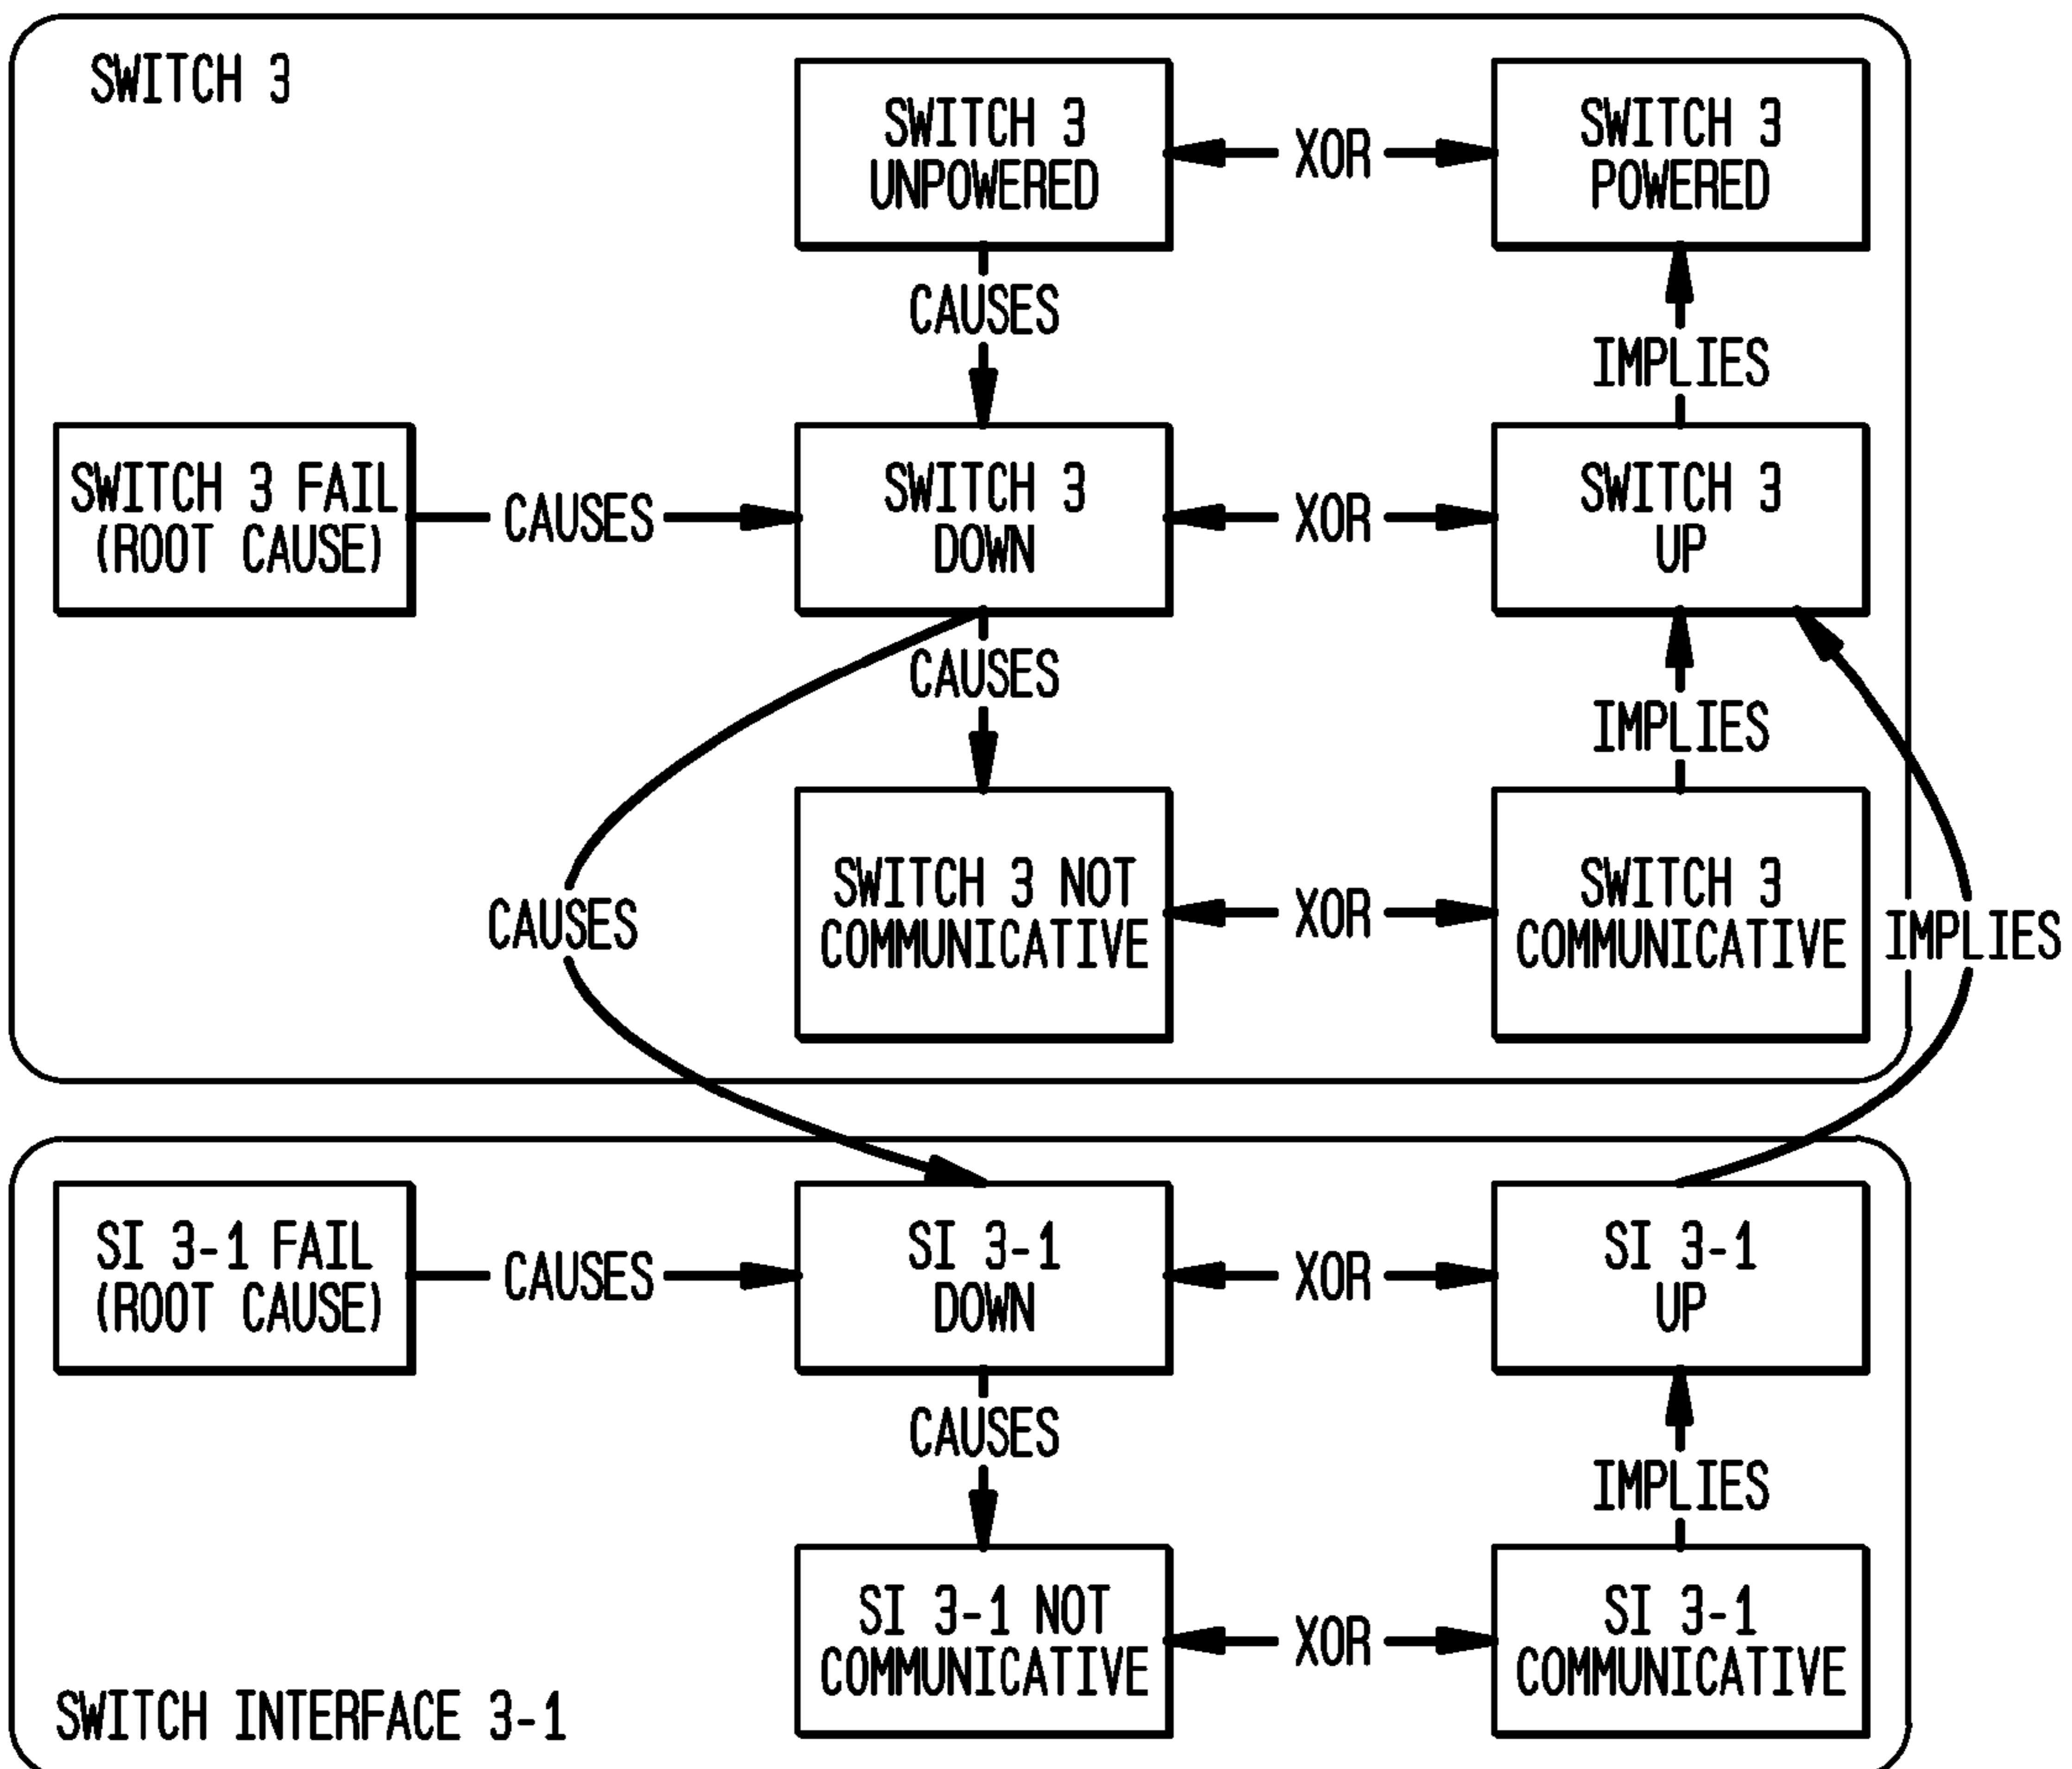 SWITCH 3
SWITCH 3
UNPOWERED
XOR
SWITCH 3
POWERED
CAUSES
IMPLIES
SWITCH 3 FAIL
(ROOT CAUSE)
CAUSES
SWITCH 3
DOWN
XOR
SWITCH 3
UP
CAUSES
IMPLIES
CAUSES
SWITCH 3 NOT
COMMUNICATIVE
XOR
SWITCH 3
COMMUNICATIVE
IMPLIES
SI 3-1 FAIL
(ROOT CAUSE)
CAUSES
SI 3-1
DOWN
XOR
SI 3-1
UP
CAUSES
IMPLIES
SI 3-1 NOT
COMMUNICATIVE
XOR
SI 3-1
COMMUNICATIVE
SWITCH INTERFACE 3-1